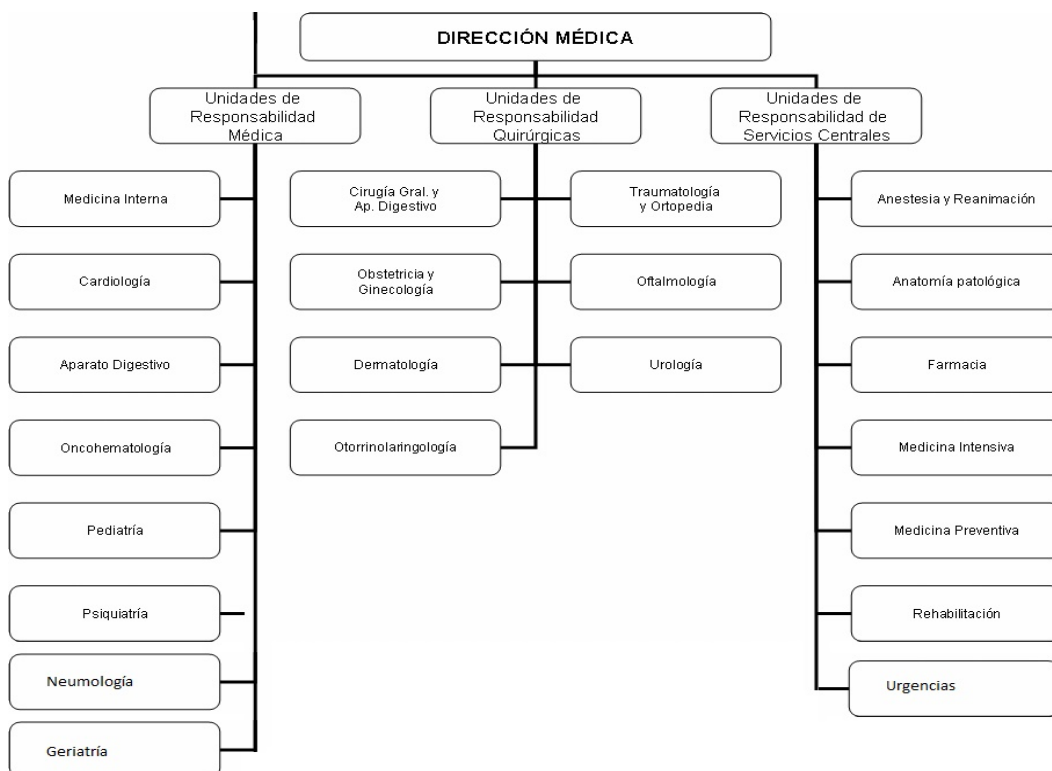 DIRECCIÓN MÉDICA
Unidades de
Responsabilidad
Médica
Unidades de
Responsabilidad
Quirúrgicas
Unidades de
Responsabilidad de
Servicios Centrales
Medicina Interna
Cardiología
Aparato Digestivo
Oncohematología
Pediatría
Psiquiatría
Neumología
Geriatría
Cirugía Gral. y
Ap. Digestivo
Obstetricia y
Ginecología
Dermatología
Otorrinolaringología
Traumatología
y Ortopedia
Oftalmología
Urología
Anestesia y Reanimación
Anatomía patológica
Farmacia
Medicina Intensiva
Medicina Preventiva
Rehabilitación
Urgencias